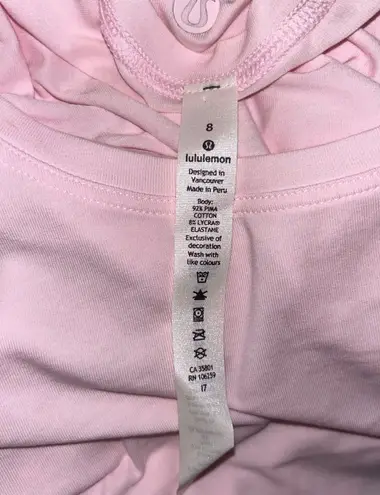 8
lululemon
Designed in
Vancouver
Made in Peru
Body:
92% PIMA
COTTON
8% LYCRA®
ELASTANE
Exclusive of
decoration
Wash with
like colours
CA 35801
RN 106259
17